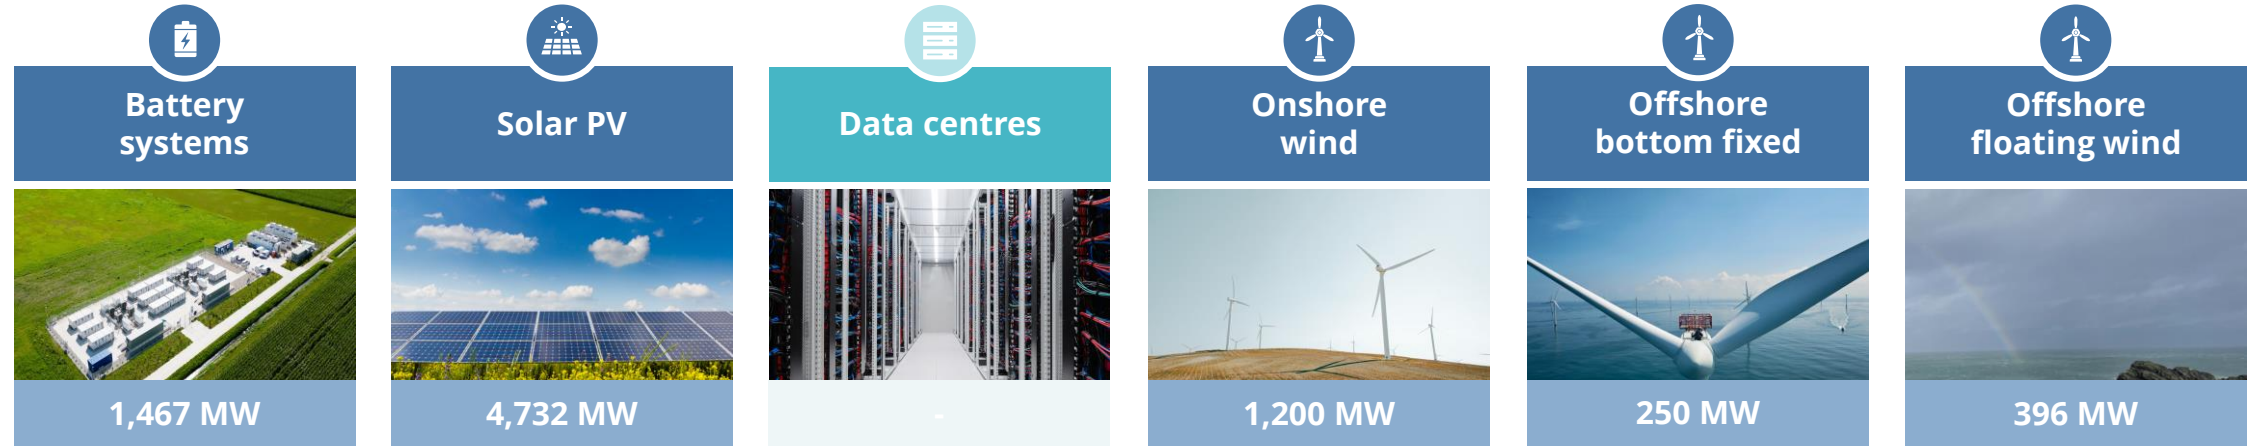 Battery
systems
1,467 MW
Solar PV
4,732 MW
Data centres
-
Onshore
wind
1,200 MW
Offshore
bottom fixed
250 MW
Offshore
floating wind
396 MW